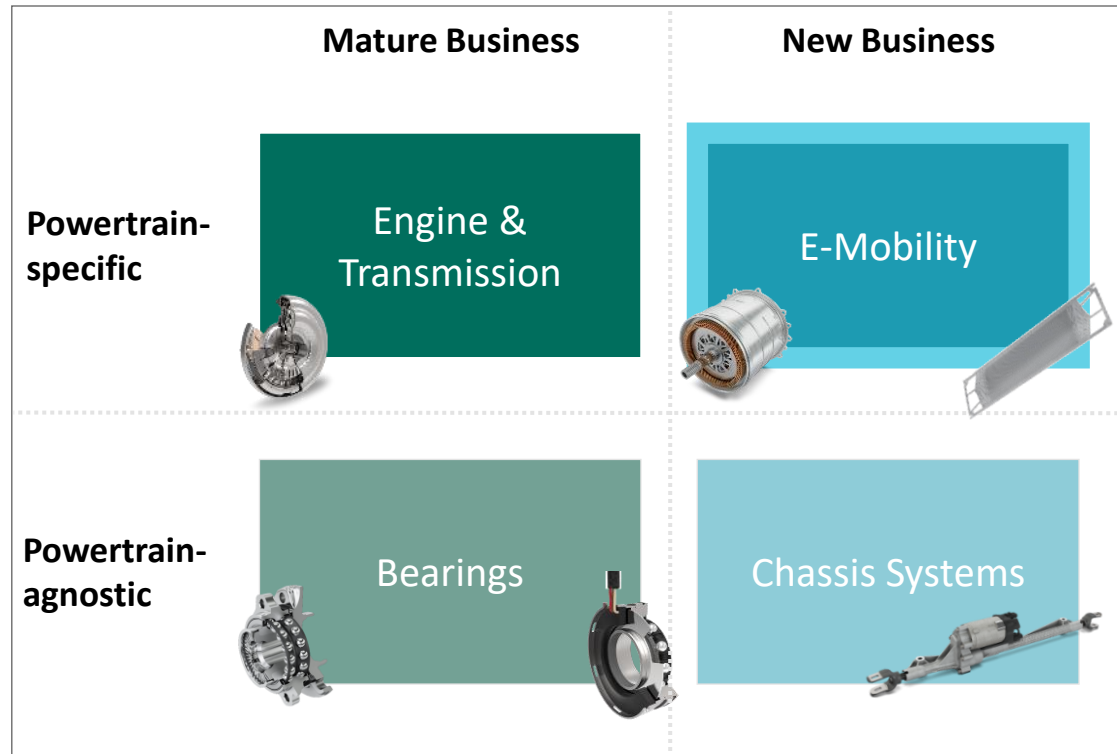 Mature Business
New Business
Powertrain-
specific
Engine &
Transmission
E-Mobility
Powertrain-
agnostic
Bearings
Chassis Systems